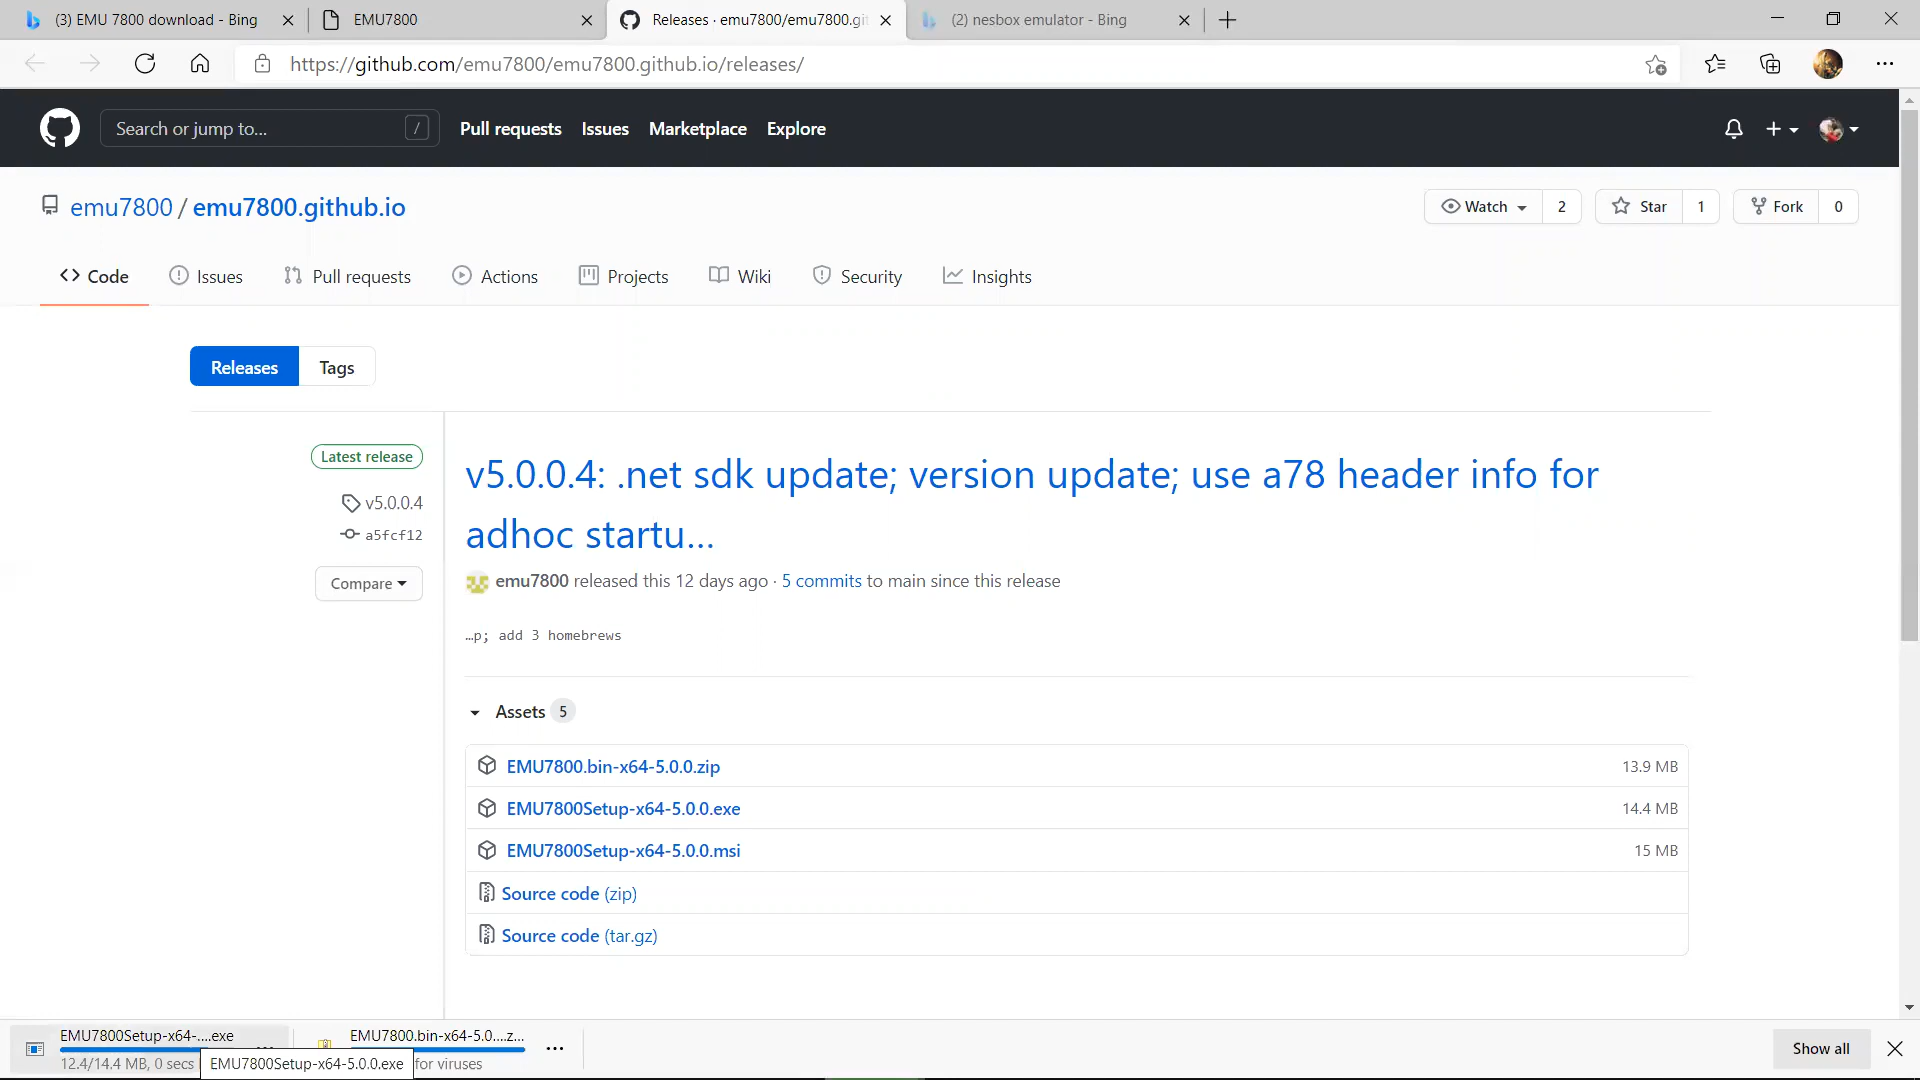 (3) EMU 7800 download - Bing
EMU7800
Releases · emu7800/emu7800.git
(2) nesbox emulator - Bing
https://github.com/emu7800/emu7800.github.io/releases/
Search or jump to...
/
Pull requests
Issues
Marketplace
Explore
emu7800 / emu7800.github.io
Watch 2
Star 1
Fork 0
Code
Issues
Pull requests
Actions
Projects
Wiki
Security
Insights
Releases
Tags
Latest release
v5.0.0.4
a5fcf12
Compare
v5.0.0.4: .net sdk update; version update; use a78 header info for
adhoc startu…
emu7800 released this 12 days ago · 5 commits to main since this release
…p; add 3 homebrews
Assets 5
EMU7800.bin-x64-5.0.0.zip 13.9 MB
EMU7800Setup-x64-5.0.0.exe 14.4 MB
EMU7800Setup-x64-5.0.0.msi 15 MB
Source code (zip)
Source code (tar.gz)
EMU7800Setup-x64-....exe
12.4/14.4 MB, 0 secs
EMU7800Setup-x64-5.0.0.exe
EMU7800.bin-x64-5.0....z...
for viruses
Show all